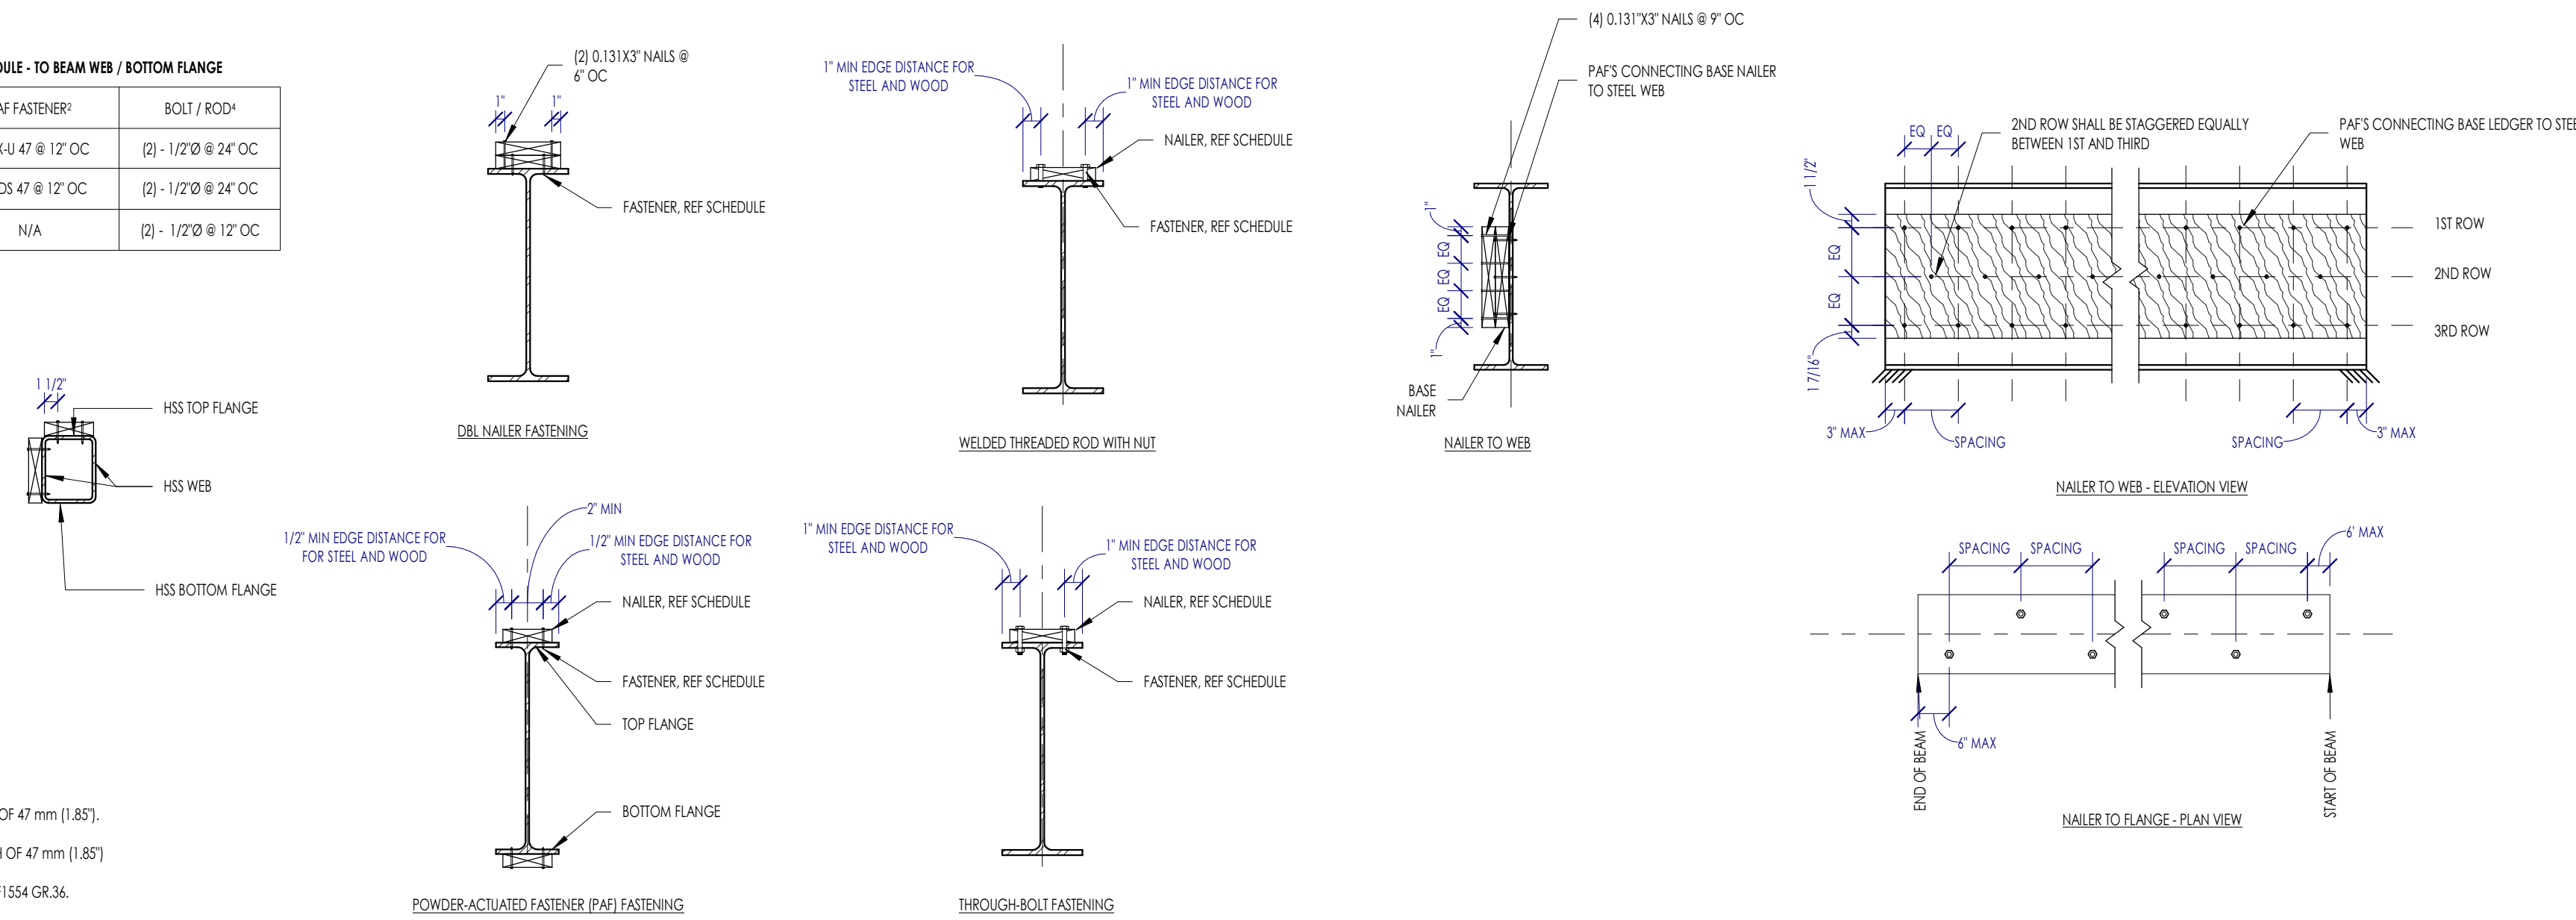 DULE - TO BEAM WEB / BOTTOM FLANGE
AF FASTENER²
BOLT / ROD⁴
X-U 47 @ 12" OC
(2) - 1/2"Ø @ 24" OC
DS 47 @ 12" OC
(2) - 1/2"Ø @ 24" OC
N/A
(2) - 1/2"Ø @ 12" OC
1 1/2"
HSS TOP FLANGE
HSS WEB
HSS BOTTOM FLANGE
OF 47 mm (1.85").
H OF 47 mm (1.85")
F1554 GR.36.
(2) 0.131X3" NAILS @
6" OC
1"
1"
FASTENER, REF SCHEDULE
DBL NAILER FASTENING
1" MIN EDGE DISTANCE FOR
STEEL AND WOOD
1" MIN EDGE DISTANCE FOR
STEEL AND WOOD
NAILER, REF SCHEDULE
FASTENER, REF SCHEDULE
WELDED THREADED ROD WITH NUT
(4) 0.131"X3" NAILS @ 9" OC
PAF'S CONNECTING BASE NAILER
TO STEEL WEB
1"
EQ
EQ
EQ
1"
BASE
NAILER
NAILER TO WEB
EQ
EQ
2ND ROW SHALL BE STAGGERED EQUALLY
BETWEEN 1ST AND THIRD
PAF'S CONNECTING BASE LEDGER TO STEE
WEB
1 1/2"
EQ
EQ
1 7/16"
1ST ROW
2ND ROW
3RD ROW
3" MAX
SPACING
SPACING
3" MAX
NAILER TO WEB - ELEVATION VIEW
2" MIN
1/2" MIN EDGE DISTANCE FOR
FOR STEEL AND WOOD
1/2" MIN EDGE DISTANCE FOR
STEEL AND WOOD
NAILER, REF SCHEDULE
FASTENER, REF SCHEDULE
TOP FLANGE
BOTTOM FLANGE
POWDER-ACTUATED FASTENER (PAF) FASTENING
1" MIN EDGE DISTANCE FOR
STEEL AND WOOD
1" MIN EDGE DISTANCE FOR
STEEL AND WOOD
NAILER, REF SCHEDULE
FASTENER, REF SCHEDULE
THROUGH-BOLT FASTENING
SPACING
SPACING
SPACING
SPACING
6' MAX
END OF BEAM
6" MAX
START OF BEAM
NAILER TO FLANGE - PLAN VIEW